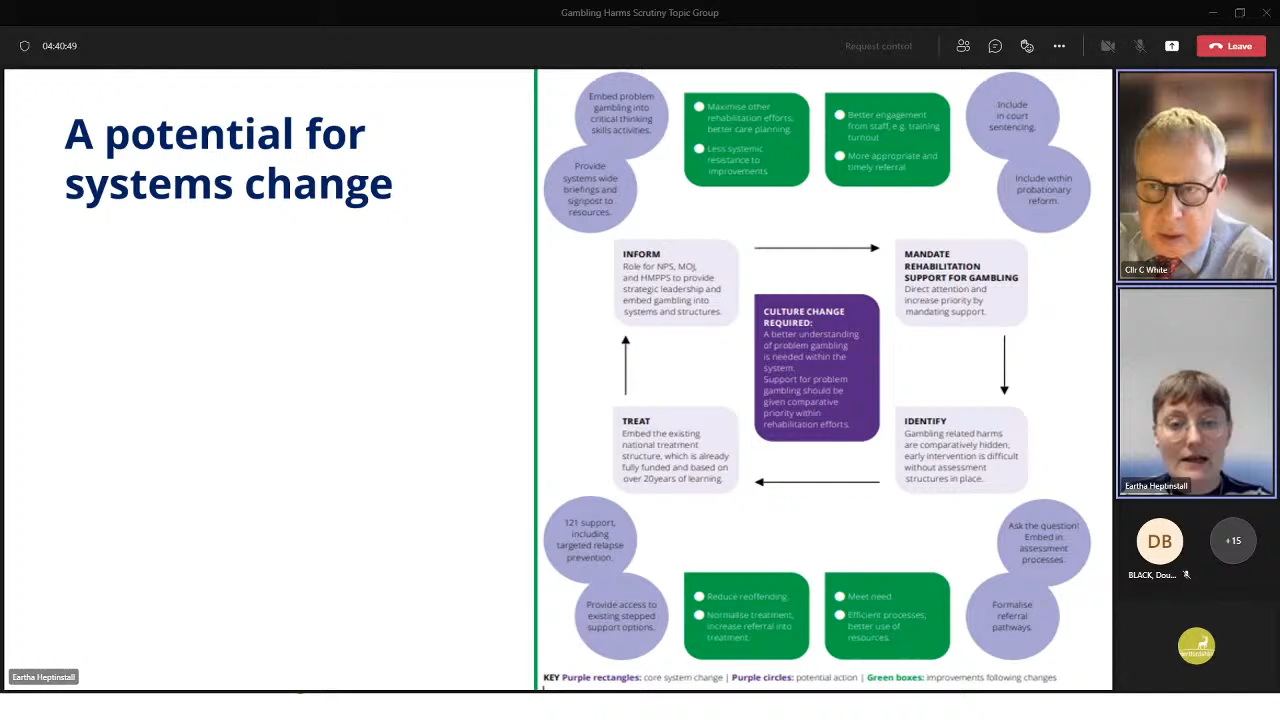 Gambling Harms Scrutiny Topic Group
04:40:49
Request control
Leave
A potential for
systems change
Embed problem
gambling into
critical thinking
skills activities.
Provide
systems wide
briefings and
signpost to
resources.
Maximise other
rehabilitation efforts,
better care planning.
Less systemic
resistance to
improvements
Better engagement
from staff, e.g. training
turnout
More appropriate and
timely referral
Include
in court
sentencing.
Include within
probationary
reform.
INFORM
Role for NPS, MOJ,
and HMPPS to provide
strategic leadership and
embed gambling into
systems and structures.
MANDATE
REHABILITATION
SUPPORT FOR GAMBLING
Direct attention and
increase priority by
mandating support.
CULTURE CHANGE
REQUIRED:
A better understanding
of problem gambling
is needed within the
system.
Support for problem
gambling should be
given comparative
priority within
rehabilitation efforts.
TREAT
Embed the existing
national treatment
structure, which is already
fully funded and based on
over 20years of learning.
IDENTIFY
Gambling related harms
are comparatively hidden,
early intervention is difficult
without assessment
structures in place.
121 support,
including
targeted relapse
prevention.
Provide access to
existing stepped
support options.
Reduce reoffending.
Normalise treatment,
increase referral into
treatment.
Meet need
Efficient processes,
better use of
resources.
Ask the question!
Embed in
assessment
processes.
Formalise
referral
pathways.
KEY Purple rectangles: core system change | Purple circles: potential action | Green boxes: improvements following changes
Eartha Heptinstall
Cllr C White
Eartha Heptinstall
DB
+15
BLACK, Dou...